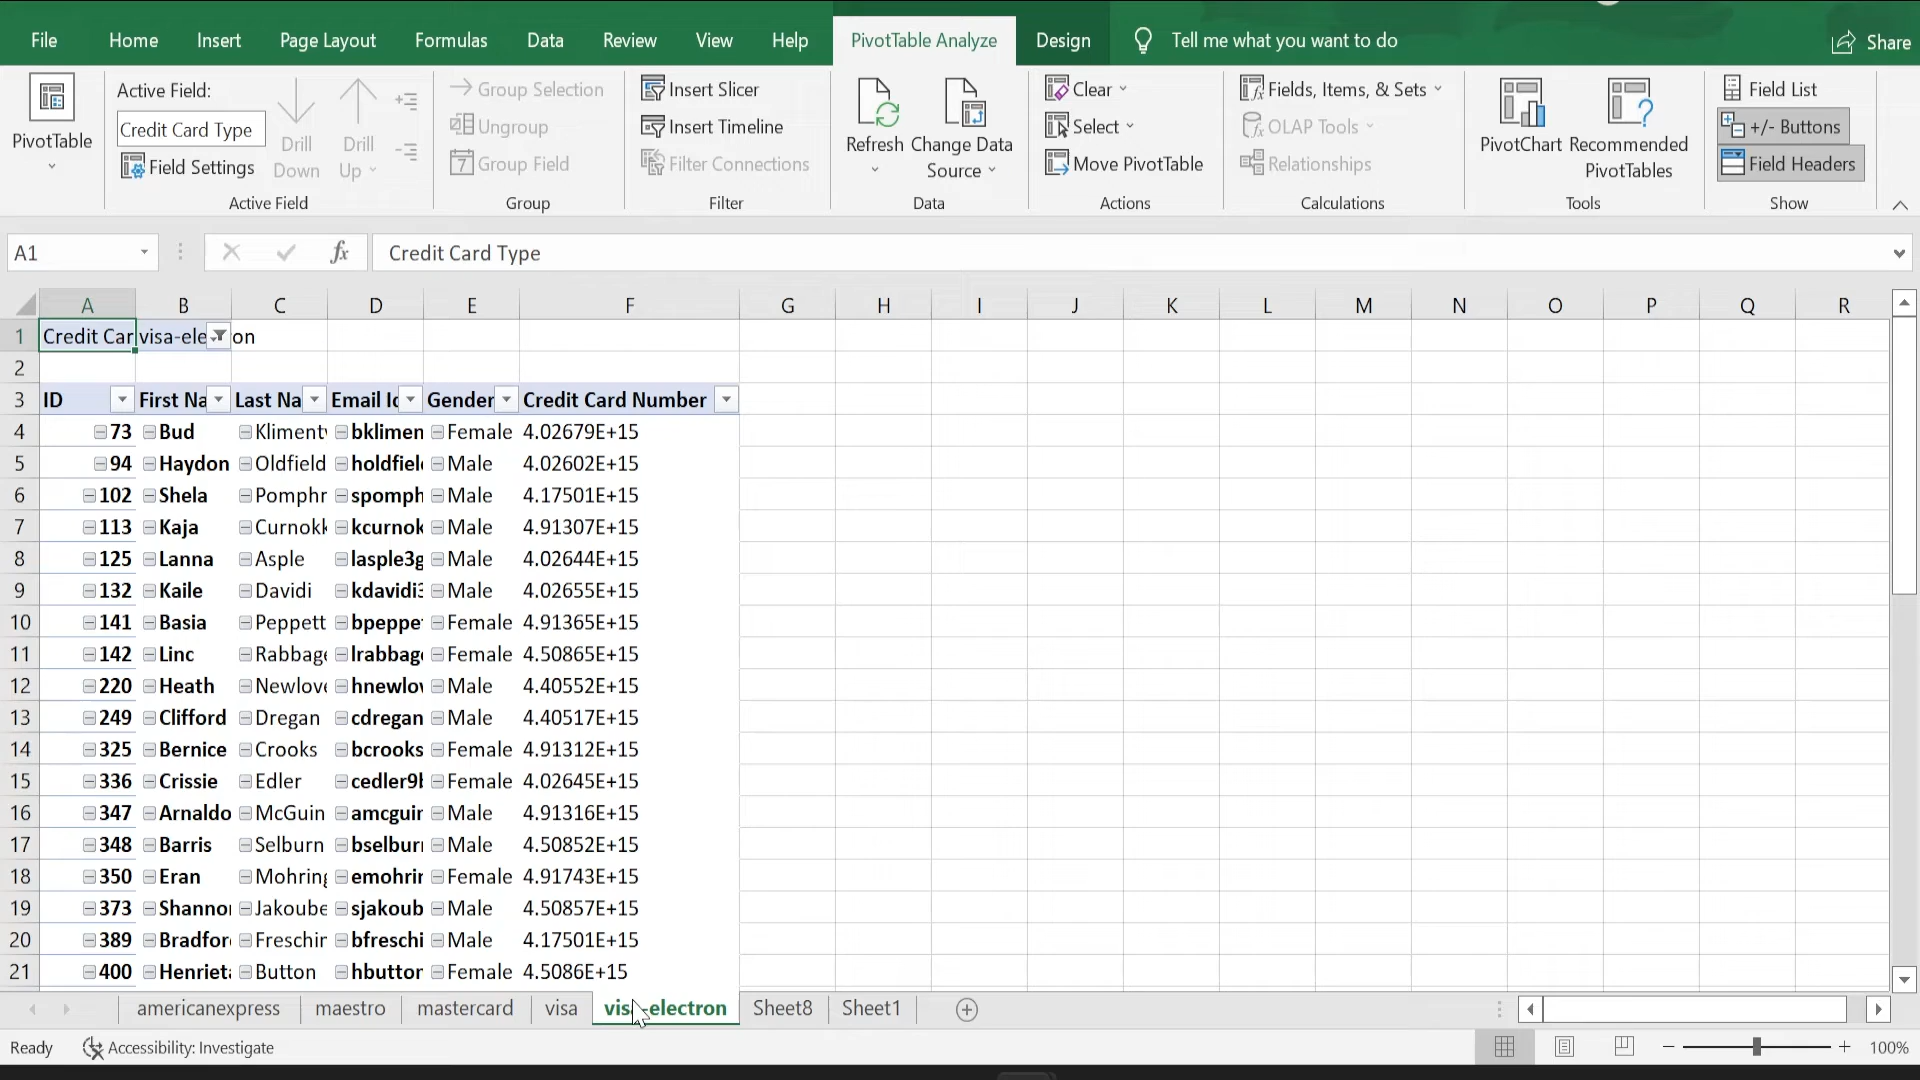 File Home Insert Page Layout Formulas Data Review View Help PivotTable Analyze Design Tell me what you want to do Share
PivotTable
Active Field:
Credit Card Type
Field Settings
Drill Down
Drill Up
Active Field
Group Selection
Ungroup
Group Field
Group
Insert Slicer
Insert Timeline
Filter Connections
Filter
Refresh
Change Data Source
Data
Clear
Select
Move PivotTable
Actions
Fields, Items, & Sets
OLAP Tools
Relationships
Calculations
PivotChart
Recommended PivotTables
Tools
Field List
+/- Buttons
Field Headers
Show
A1 fx Credit Card Type
A B C D E F G H I J K L M N O P Q R
1 Credit Car visa-ele on
2
3 ID First Na Last Na Email Id Gender Credit Card Number
4 73 Bud Klimentv bklimen Female 4.02679E+15
5 94 Haydon Oldfield holdfiel Male 4.02602E+15
6 102 Shela Pomphr spomph Male 4.17501E+15
7 113 Kaja Curnokk kcurnok Male 4.91307E+15
8 125 Lanna Asple lasple3g Male 4.02644E+15
9 132 Kaile Davidi kdavidi3 Male 4.02655E+15
10 141 Basia Peppett bpeppe Female 4.91365E+15
11 142 Linc Rabbage lrabbage Female 4.50865E+15
12 220 Heath Newlove hnewlov Male 4.40552E+15
13 249 Clifford Dregan cdregan Male 4.40517E+15
14 325 Bernice Crooks bcrooks Female 4.91312E+15
15 336 Crissie Edler cedler9b Female 4.02645E+15
16 347 Arnaldo McGuin amcguir Male 4.91316E+15
17 348 Barris Selburn bselburn Male 4.50852E+15
18 350 Eran Mohring emohrin Female 4.91743E+15
19 373 Shannon Jakoube sjakoub Male 4.50857E+15
20 389 Bradfor Freschin bfreschi Male 4.17501E+15
21 400 Henrieta Button hbutton Female 4.5086E+15
americanexpress maestro mastercard visa visa-electron Sheet8 Sheet1
Ready Accessibility: Investigate 100%